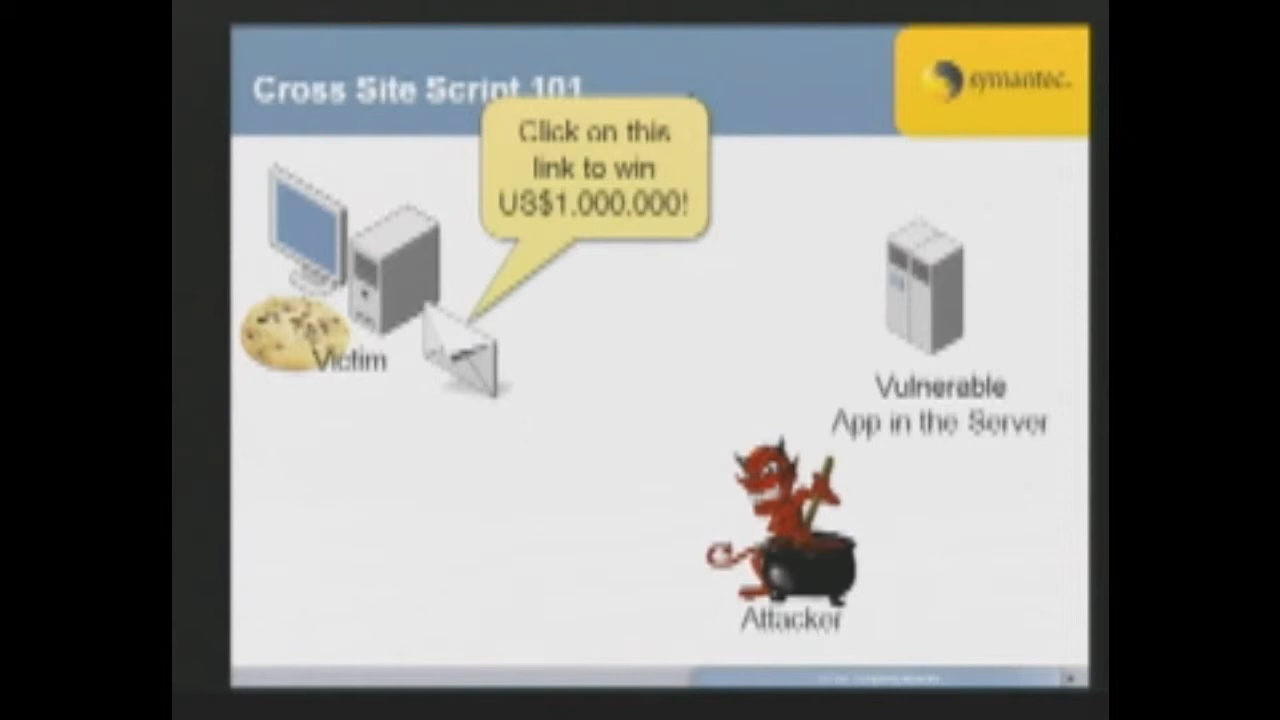 Cross Site Script 101
symantec.
Click on this
link to win
US$1.000.000!
Victim
Vulnerable
App in the Server
Attacker